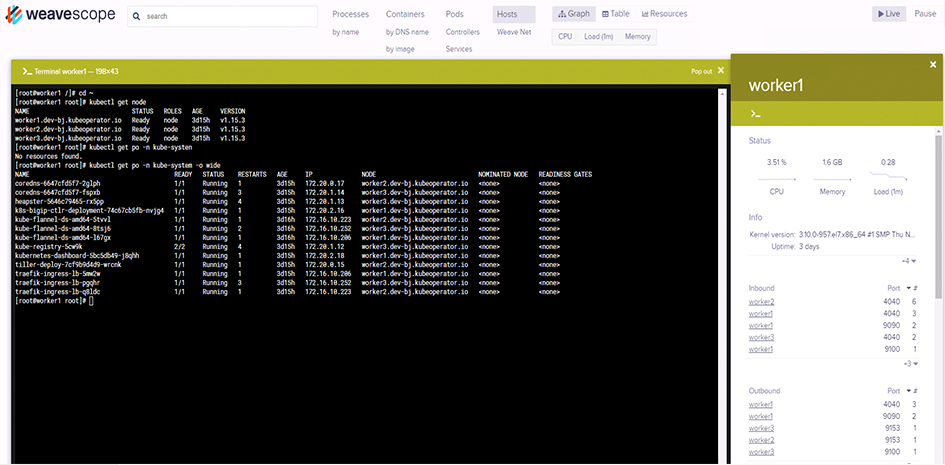 weavescope
search
Processes
by name
Containers
by DNS name
by image
Pods
Controllers
Services
Hosts
Weave Net
Graph Table Resources
CPU Load (1m) Memory
Live Pause
>_ Terminal worker1 — 198×43 Pop out ×
[root@worker1 /]# cd ~
[root@worker1 root]# kubectl get node
NAME STATUS ROLES AGE VERSION
worker1.dev-bj.kubeoperator.io Ready node 3d15h v1.15.3
worker2.dev-bj.kubeoperator.io Ready node 3d15h v1.15.3
worker3.dev-bj.kubeoperator.io Ready node 3d15h v1.15.3
[root@worker1 root]# kubectl get po -n kube-systen
No resources found.
[root@worker1 root]# kubectl get po -n kube-system -o wide
NAME READY STATUS RESTARTS AGE IP NODE NOMINATED NODE READINESS GATES
coredns-6647cfd5f7-2glph 1/1 Running 1 3d15h 172.20.0.17 worker2.dev-bj.kubeoperator.io <none> <none>
coredns-6647cfd5f7-fspxb 1/1 Running 3 3d15h 172.20.1.14 worker3.dev-bj.kubeoperator.io <none> <none>
heapster-5646c79465-rx5pp 1/1 Running 4 3d15h 172.20.1.13 worker3.dev-bj.kubeoperator.io <none> <none>
k8s-bigip-ctlr-deployment-74c67cb5fb-nvjg4 1/1 Running 1 3d15h 172.20.2.16 worker1.dev-bj.kubeoperator.io <none> <none>
kube-flannel-ds-amd64-5tvvl 1/1 Running 1 3d15h 172.16.10.223 worker2.dev-bj.kubeoperator.io <none> <none>
kube-flannel-ds-amd64-8tsj6 1/1 Running 2 3d16h 172.16.10.252 worker3.dev-bj.kubeoperator.io <none> <none>
kube-flannel-ds-amd64-l67gx 1/1 Running 1 3d16h 172.16.10.206 worker1.dev-bj.kubeoperator.io <none> <none>
kube-registry-5cw9k 2/2 Running 4 3d15h 172.20.1.12 worker3.dev-bj.kubeoperator.io <none> <none>
kubernetes-dashboard-5bc5db49-j8qhh 1/1 Running 1 3d15h 172.20.2.18 worker1.dev-bj.kubeoperator.io <none> <none>
tiller-deploy-7cf9b9d4d9-wrcnk 1/1 Running 1 3d15h 172.20.0.15 worker2.dev-bj.kubeoperator.io <none> <none>
traefik-ingress-lb-5mw2w 1/1 Running 1 3d15h 172.16.10.206 worker1.dev-bj.kubeoperator.io <none> <none>
traefik-ingress-lb-pgqhr 1/1 Running 3 3d15h 172.16.10.252 worker3.dev-bj.kubeoperator.io <none> <none>
traefik-ingress-lb-q8ldc 1/1 Running 1 3d15h 172.16.10.223 worker2.dev-bj.kubeoperator.io <none> <none>
[root@worker1 root]#
×
worker1
>_
Status
3.51 % 1.6 GB 0.28
CPU Memory Load (1m)
Info
Kernel version: 3.10.0-957.el7.x86_64 #1 SMP Thu N...
Uptime: 3 days
+4
Inbound Port #
worker2 4040 6
worker1 4040 3
worker1 9090 2
worker3 4040 2
worker1 9100 1
+3
Outbound Port #
worker1 4040 3
worker1 9090 2
worker3 9153 1
worker2 9153 1
worker3 9100 1